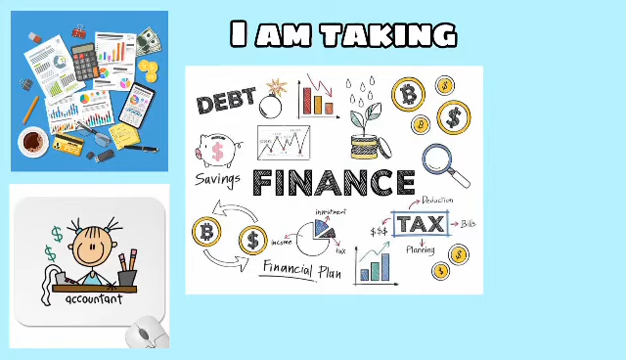 I AM TAKING
DEBT
Savings
FINANCE
Deduction
$$$
TAX
Bills
Planning
investment
income
tax
Financial Plan
accountant